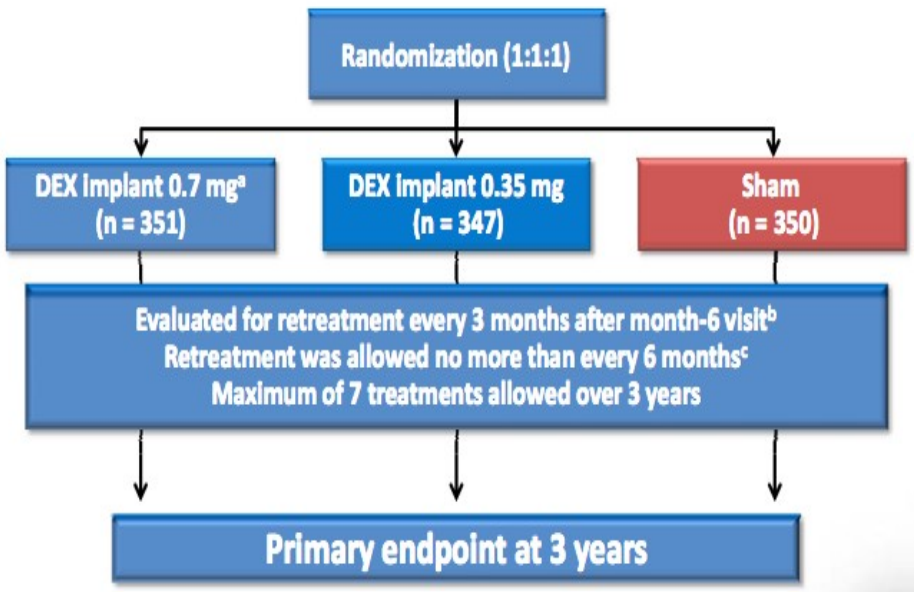 Randomization (1:1:1)
DEX implant 0.7 mgᵃ
(n = 351)
DEX implant 0.35 mg
(n = 347)
Sham
(n = 350)
Evaluated for retreatment every 3 months after month-6 visitᵇ
Retreatment was allowed no more than every 6 monthsᶜ
Maximum of 7 treatments allowed over 3 years
Primary endpoint at 3 years